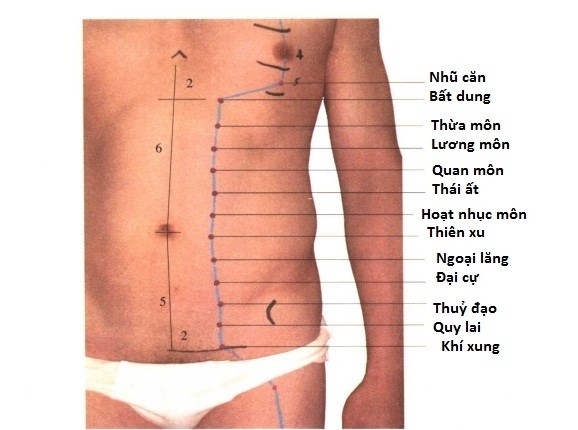 4
5
2
6
5
2
Nhũ căn
Bất dung
Thừa môn
Lương môn
Quan môn
Thái ất
Hoạt nhục môn
Thiên xu
Ngoại lăng
Đại cự
Thuỷ đạo
Quy lai
Khí xung